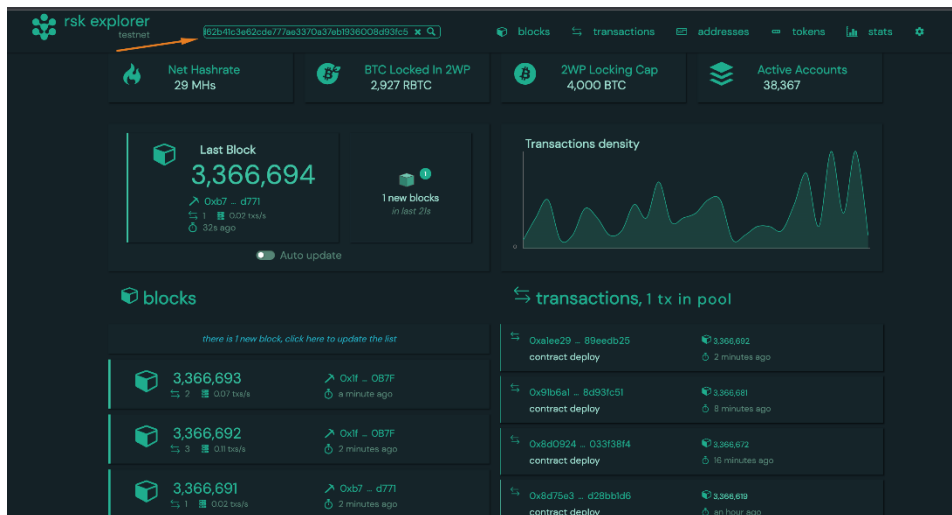 rsk explorer
testnet
62b41c3e62cde777ae3370a37eb1936008d93fc5
blocks
transactions
addresses
tokens
stats
Net Hashrate
29 MHs
BTC Locked In 2WP
2,927 RBTC
2WP Locking Cap
4,000 BTC
Active Accounts
38,367
Last Block
3,366,694
0xb7 … d771
1 0.02 txs/s
32s ago
1
1 new blocks
in last 21s
Auto update
Transactions density
0
blocks
there is 1 new block, click here to update the list
3,366,693
2 0.07 txs/s
0x1f … 0B7F
a minute ago
3,366,692
3 0.11 txs/s
0x1f … 0B7F
2 minutes ago
3,366,691
1 0.02 txs/s
0xb7 … d771
2 minutes ago
transactions, 1 tx in pool
0xa1ee29 … 89eedb25
contract deploy
3,366,692
2 minutes ago
0x91b6a1 … 8d93fc51
contract deploy
3,366,681
8 minutes ago
0x8d0924 … 033f38f4
contract deploy
3,366,672
16 minutes ago
0x8d75e3 … d28bb1d6
contract deploy
3,366,619
an hour ago